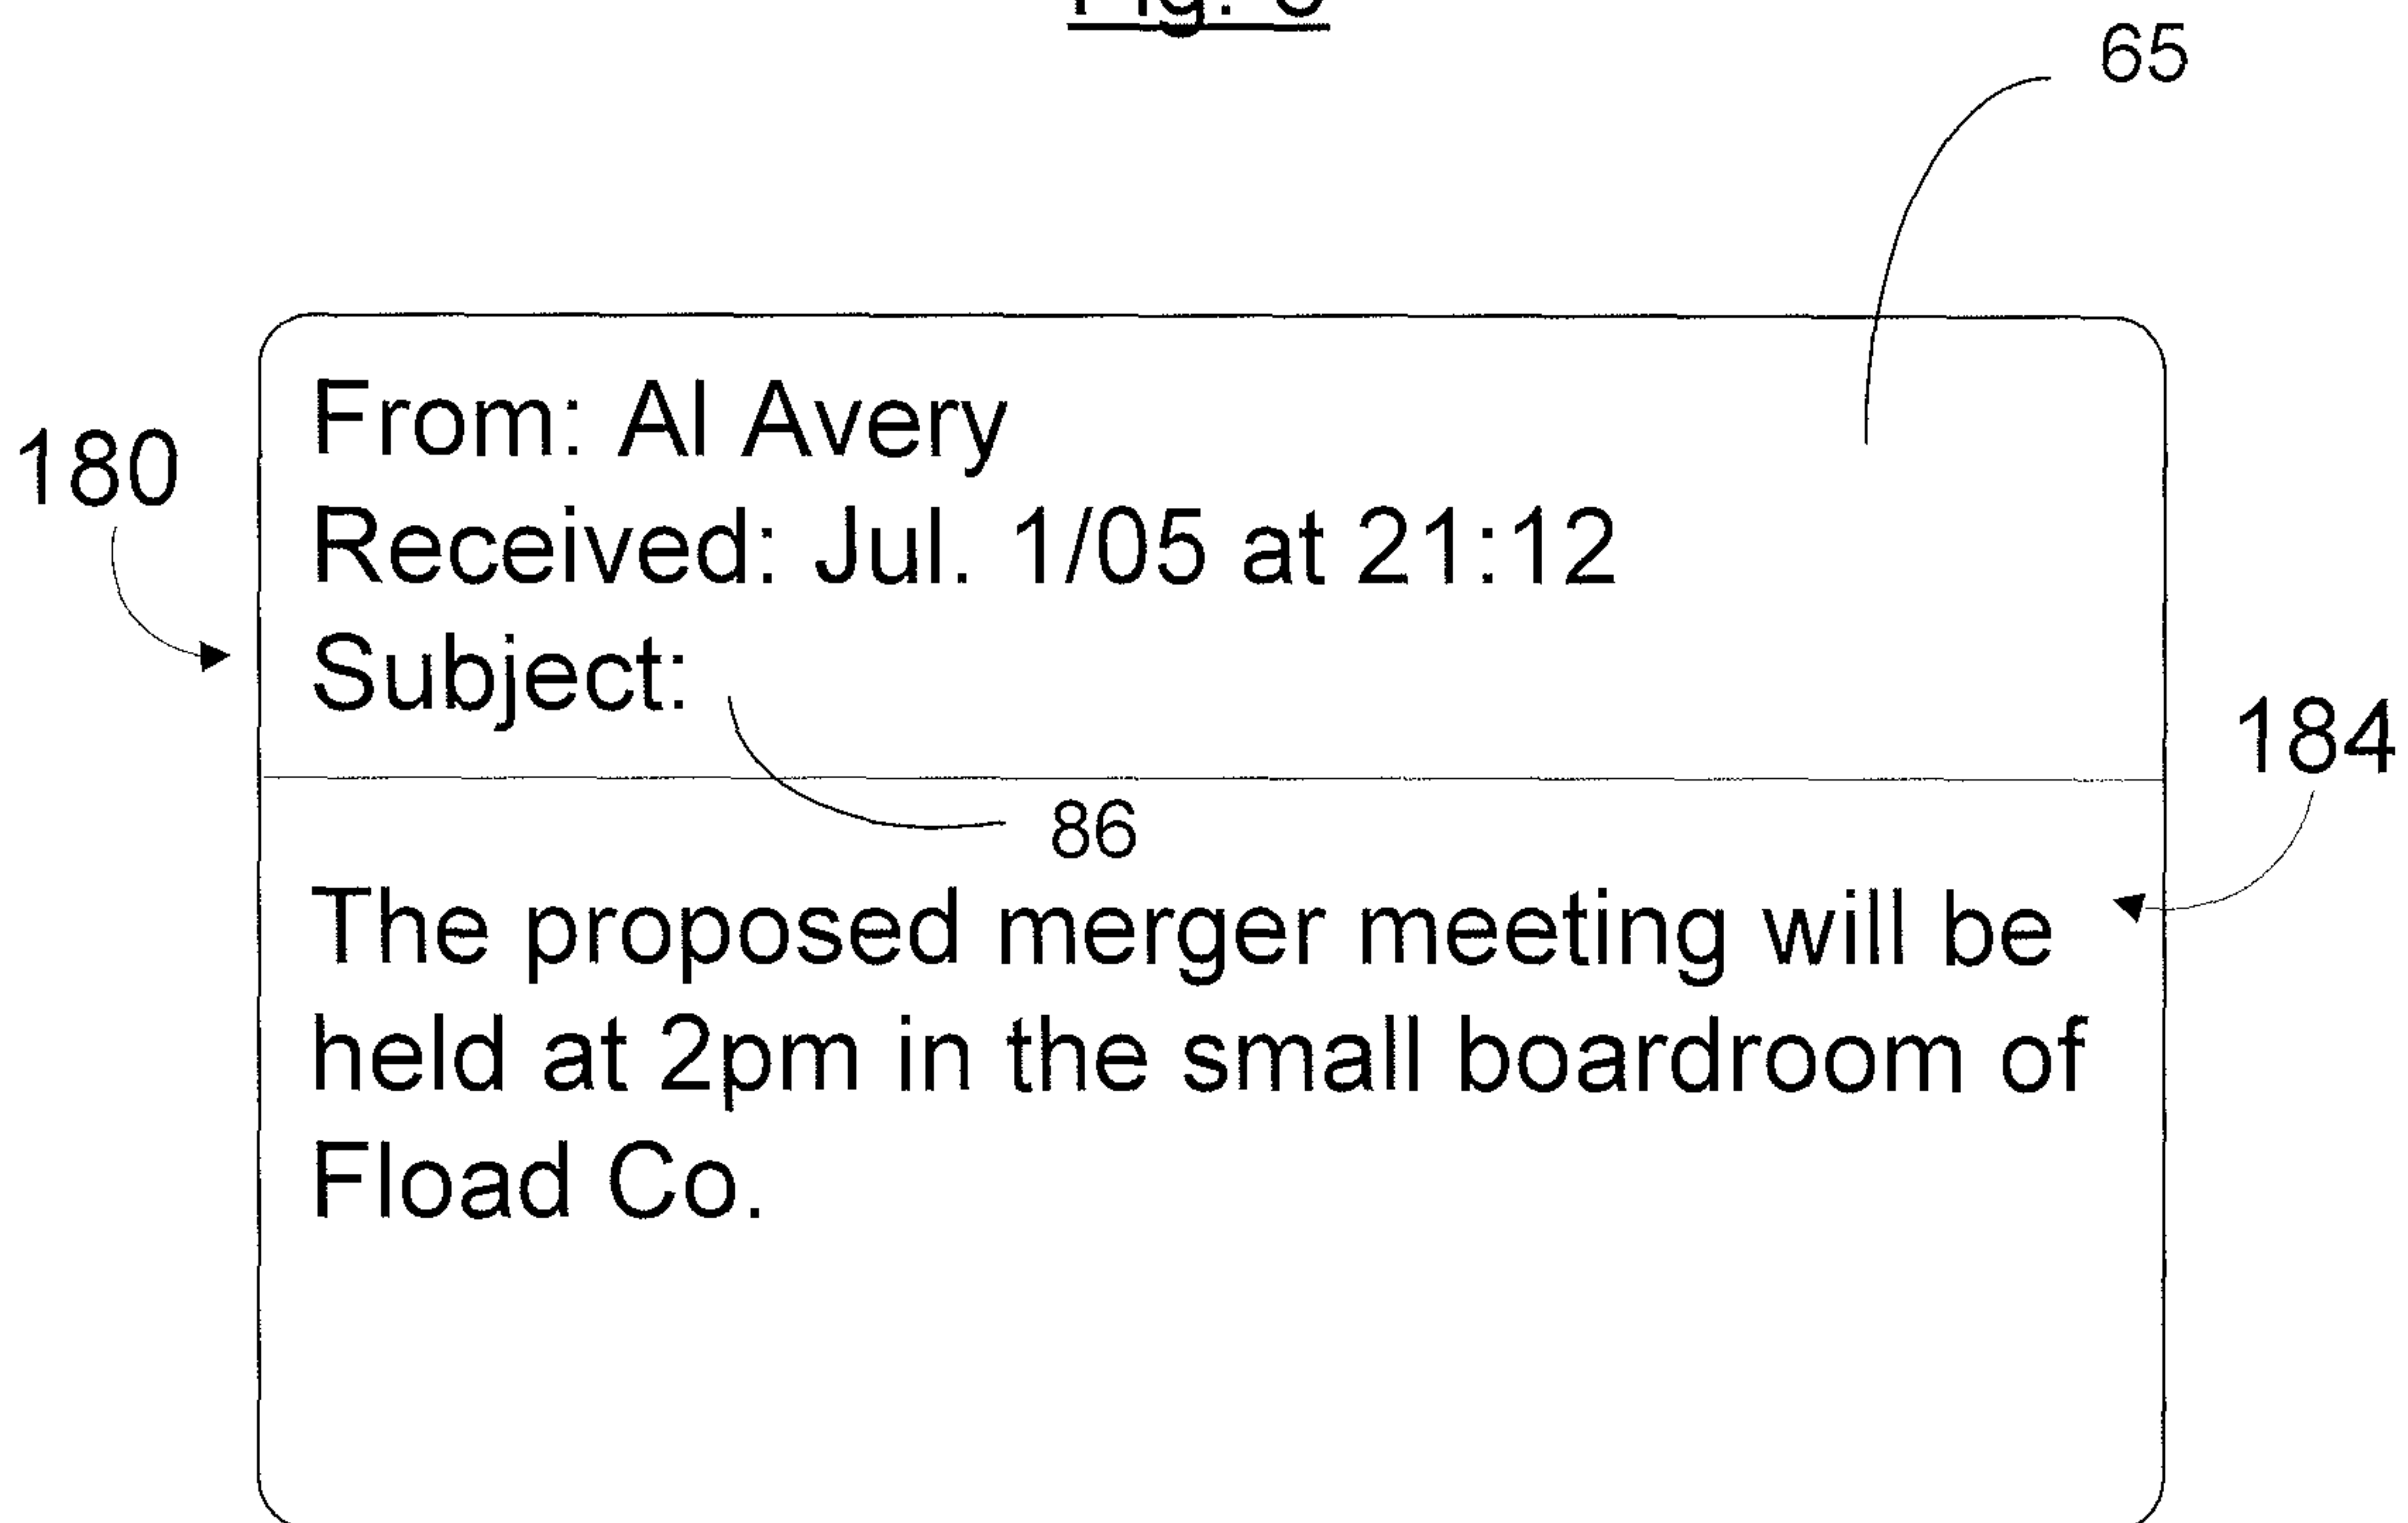 Fig.
65
From: Al Avery
180
Received: Jul. 1/05 at 21:12
Subject:
184
86
The proposed merger meeting will be
held at 2pm in the small boardroom of
Fload Co.